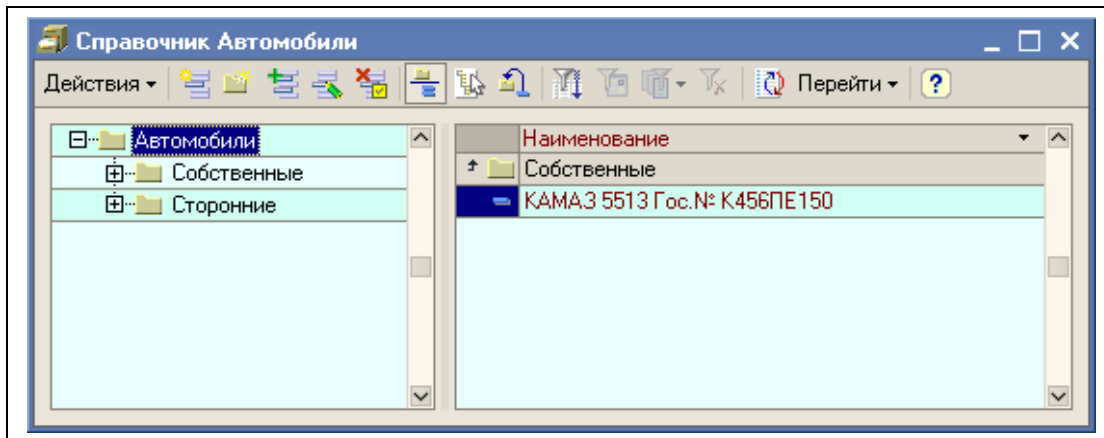 Справочник Автомобили
Действия Перейти ?
Автомобили
Собственные
Сторонние
Наименование
Собственные
КАМАЗ 5513 Гос.№ К456ПЕ150